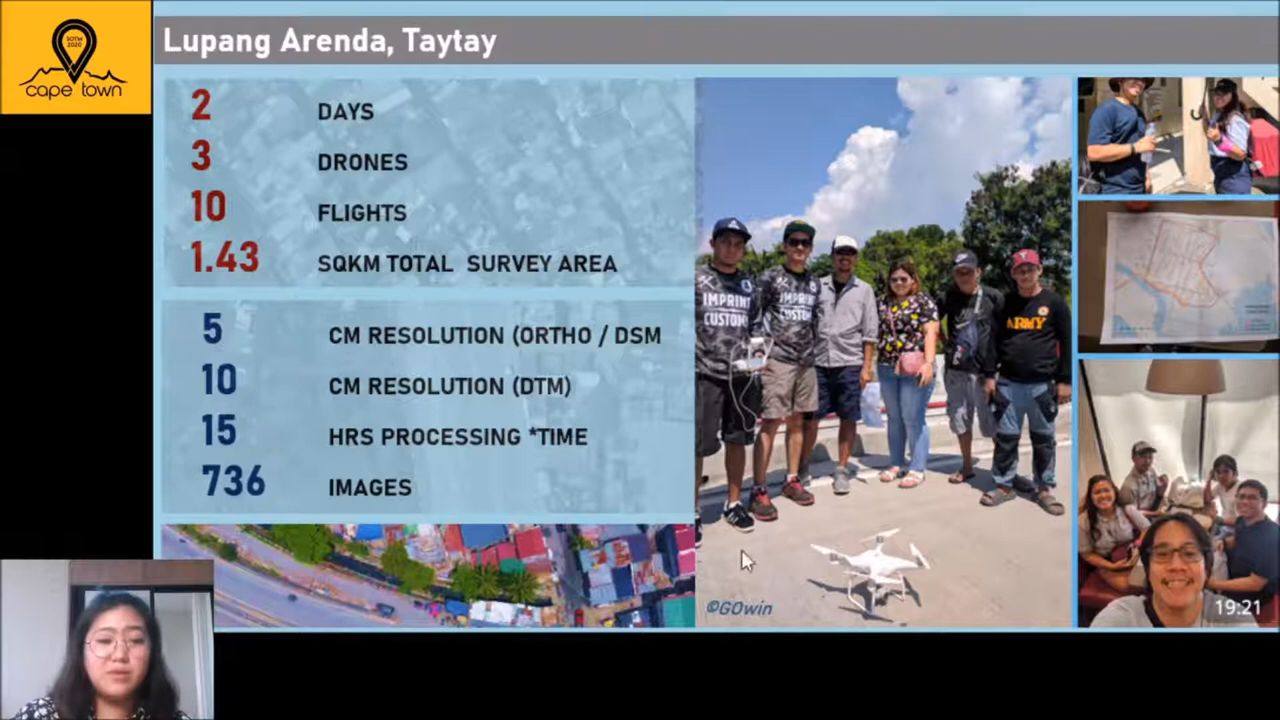 SOTM
2020
cape town
Lupang Arenda, Taytay
2 DAYS
3 DRONES
10 FLIGHTS
1.43 SQKM TOTAL SURVEY AREA
5 CM RESOLUTION (ORTHO / DSM
10 CM RESOLUTION (DTM)
15 HRS PROCESSING *TIME
736 IMAGES
IMPRINT
CUSTOM
IMPRINT
CUSTOMS
ARMY
©GOwin
19:21